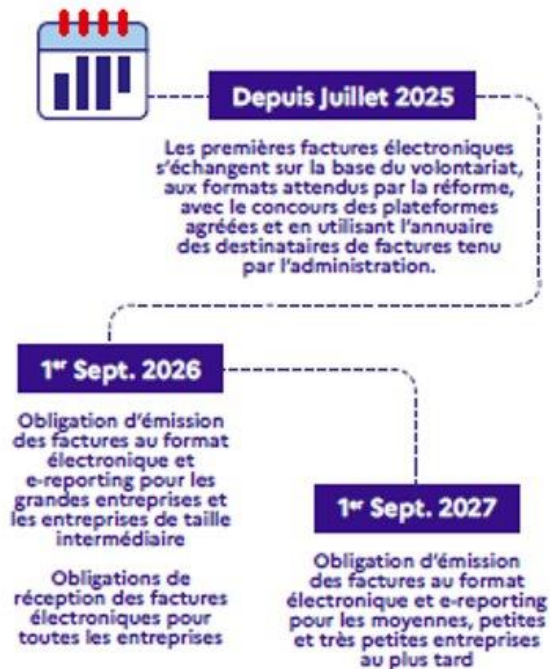 Depuis Juillet 2025
Les premières factures électroniques
s'échangent sur la base du volontariat,
aux formats attendus par la réforme,
avec le concours des plateformes
agréées et en utilisant l'annuaire
des destinataires de factures tenu
par l'administration.
1er Sept. 2026
Obligation d'émission
des factures au format
électronique et
e-reporting pour les
grandes entreprises et
les entreprises de taille
intermédiaire
Obligations de
réception des factures
électroniques pour
toutes les entreprises
1er Sept. 2027
Obligation d'émission
des factures au format
électronique et e-reporting
pour les moyennes, petites
et très petites entreprises
au plus tard